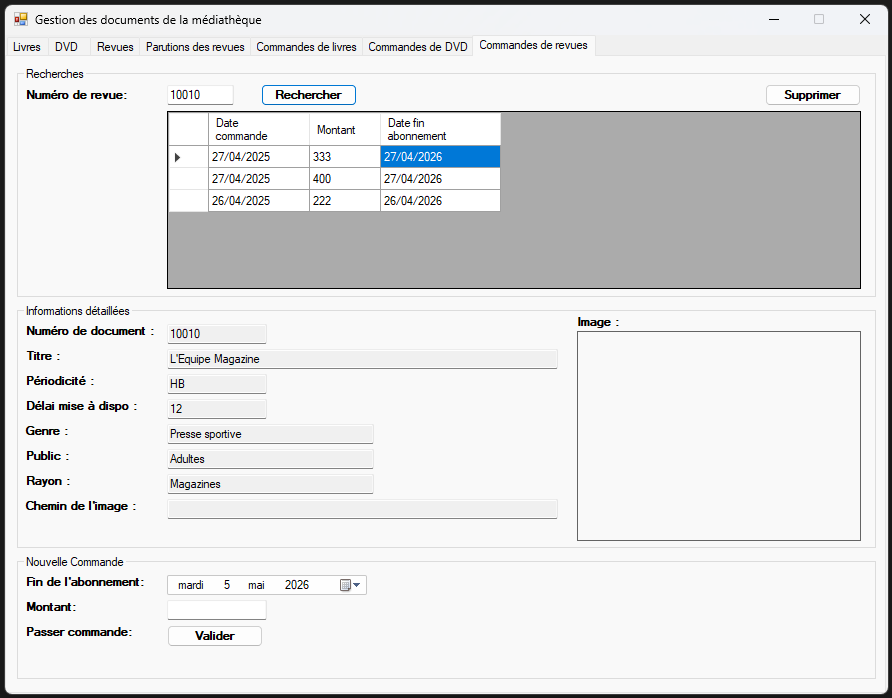 Gestion des documents de la médiathèque
Livres DVD Revues Parutions des revues Commandes de livres Commandes de DVD Commandes de revues
Recherches
Numéro de revue: 10010 Rechercher Supprimer
Date commande Montant Date fin abonnement
27/04/2025 333 27/04/2026
27/04/2025 400 27/04/2026
26/04/2025 222 26/04/2026
Informations détaillées
Image :
Numéro de document : 10010
Titre : L'Equipe Magazine
Périodicité : HB
Délai mise à dispo : 12
Genre : Presse sportive
Public : Adultes
Rayon : Magazines
Chemin de l'image :
Nouvelle Commande
Fin de l'abonnement: mardi 5 mai 2026
Montant:
Passer commande: Valider